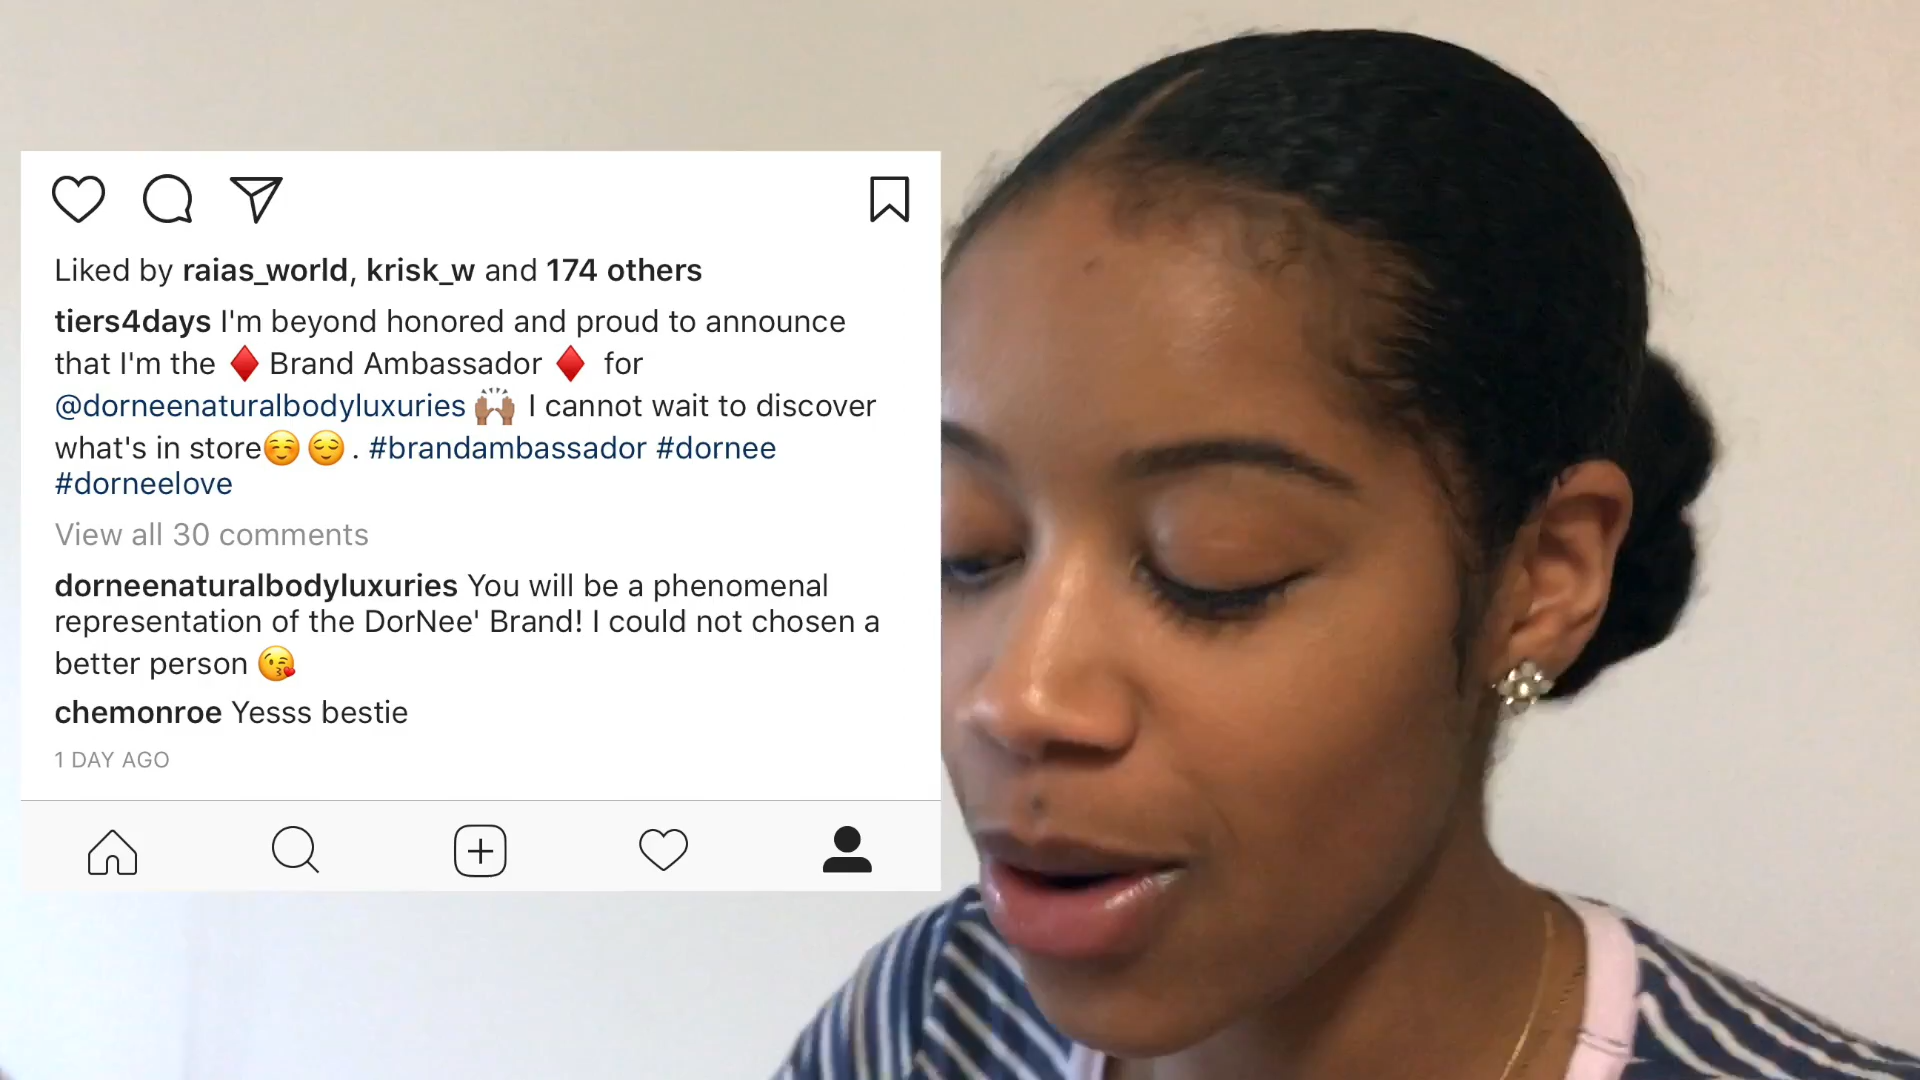 Liked by raias_world, krisk_w and 174 others
tiers4days I'm beyond honored and proud to announce
that I'm the ♦️ Brand Ambassador ♦️ for
@dorneenaturalbodyluxuries 🙌🏽 I cannot wait to discover
what's in store☺️😌. #brandambassador #dornee
#dorneelove
View all 30 comments
dorneenaturalbodyluxuries You will be a phenomenal
representation of the DorNee' Brand! I could not chosen a
better person 😘
chemonroe Yesss bestie
1 DAY AGO